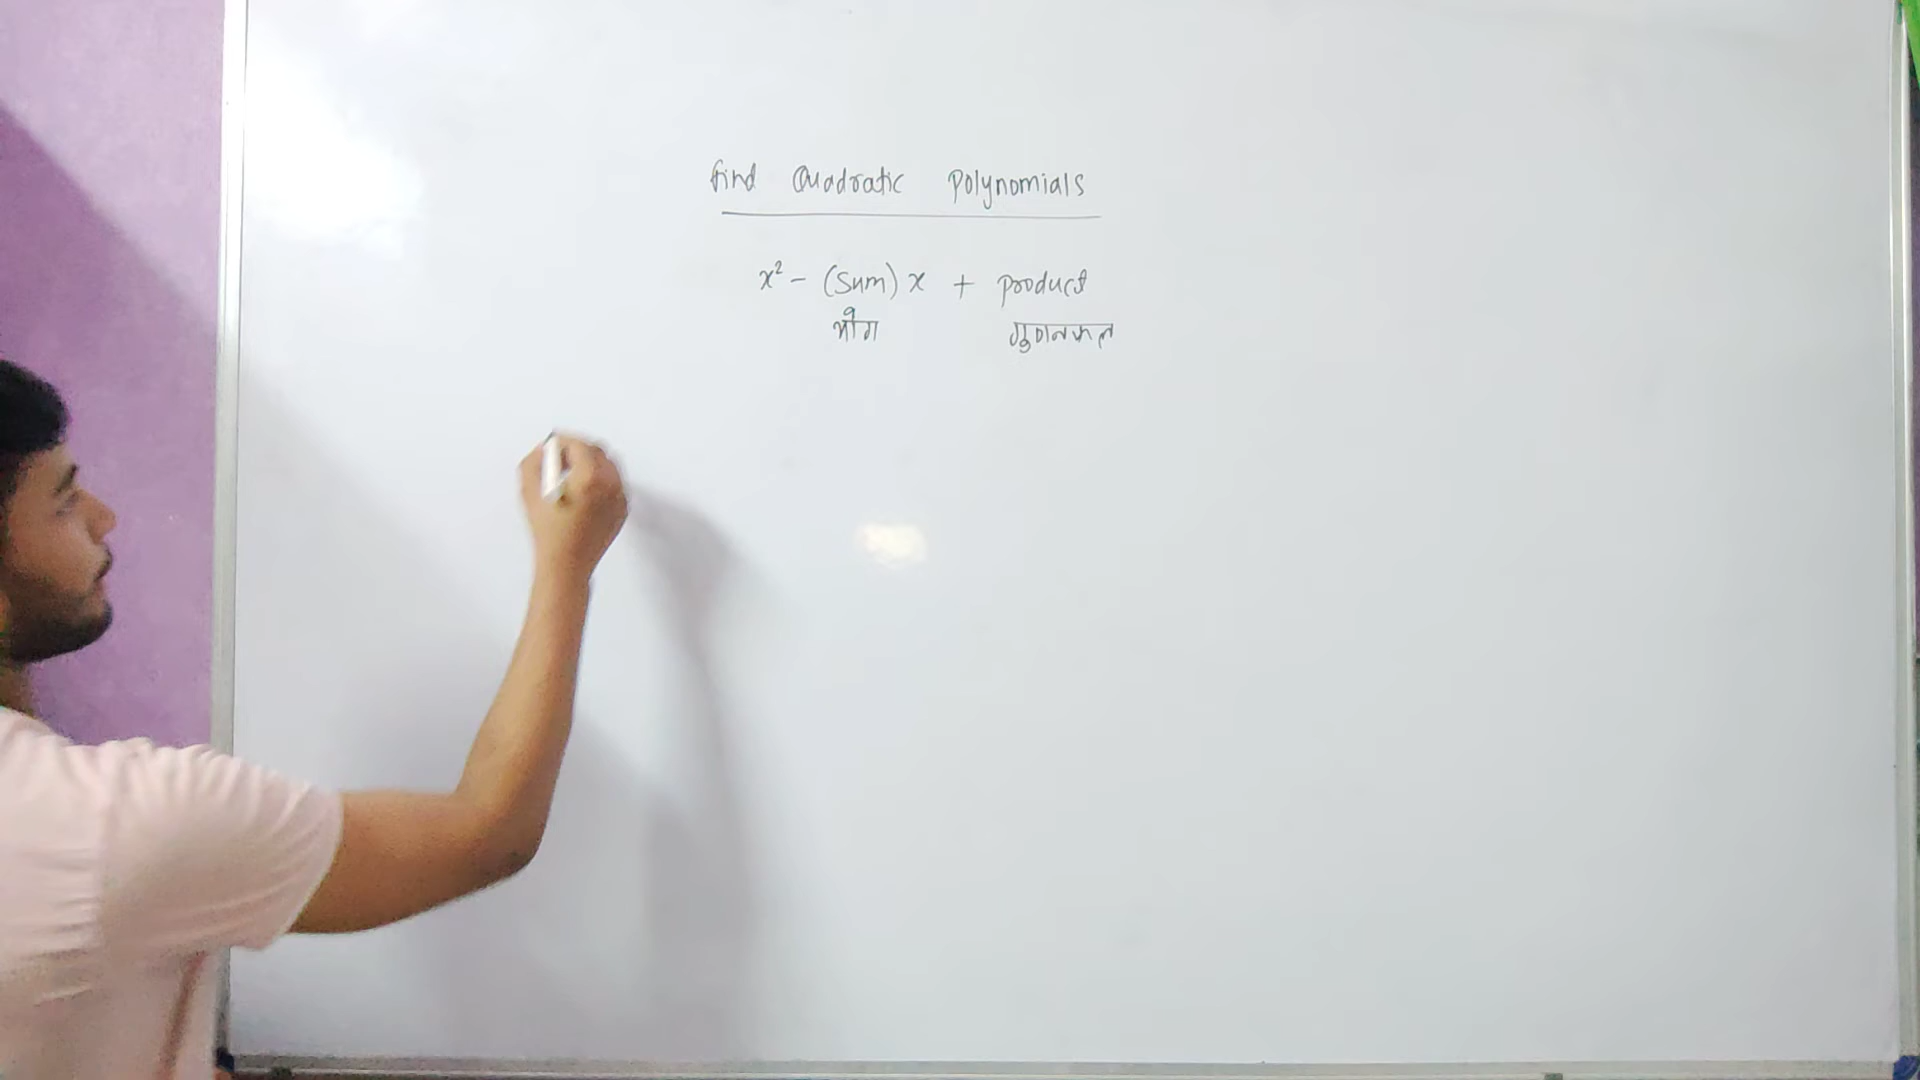 find Quadratic Polynomials
x² - (Sum) x + product
योग गुणनफल